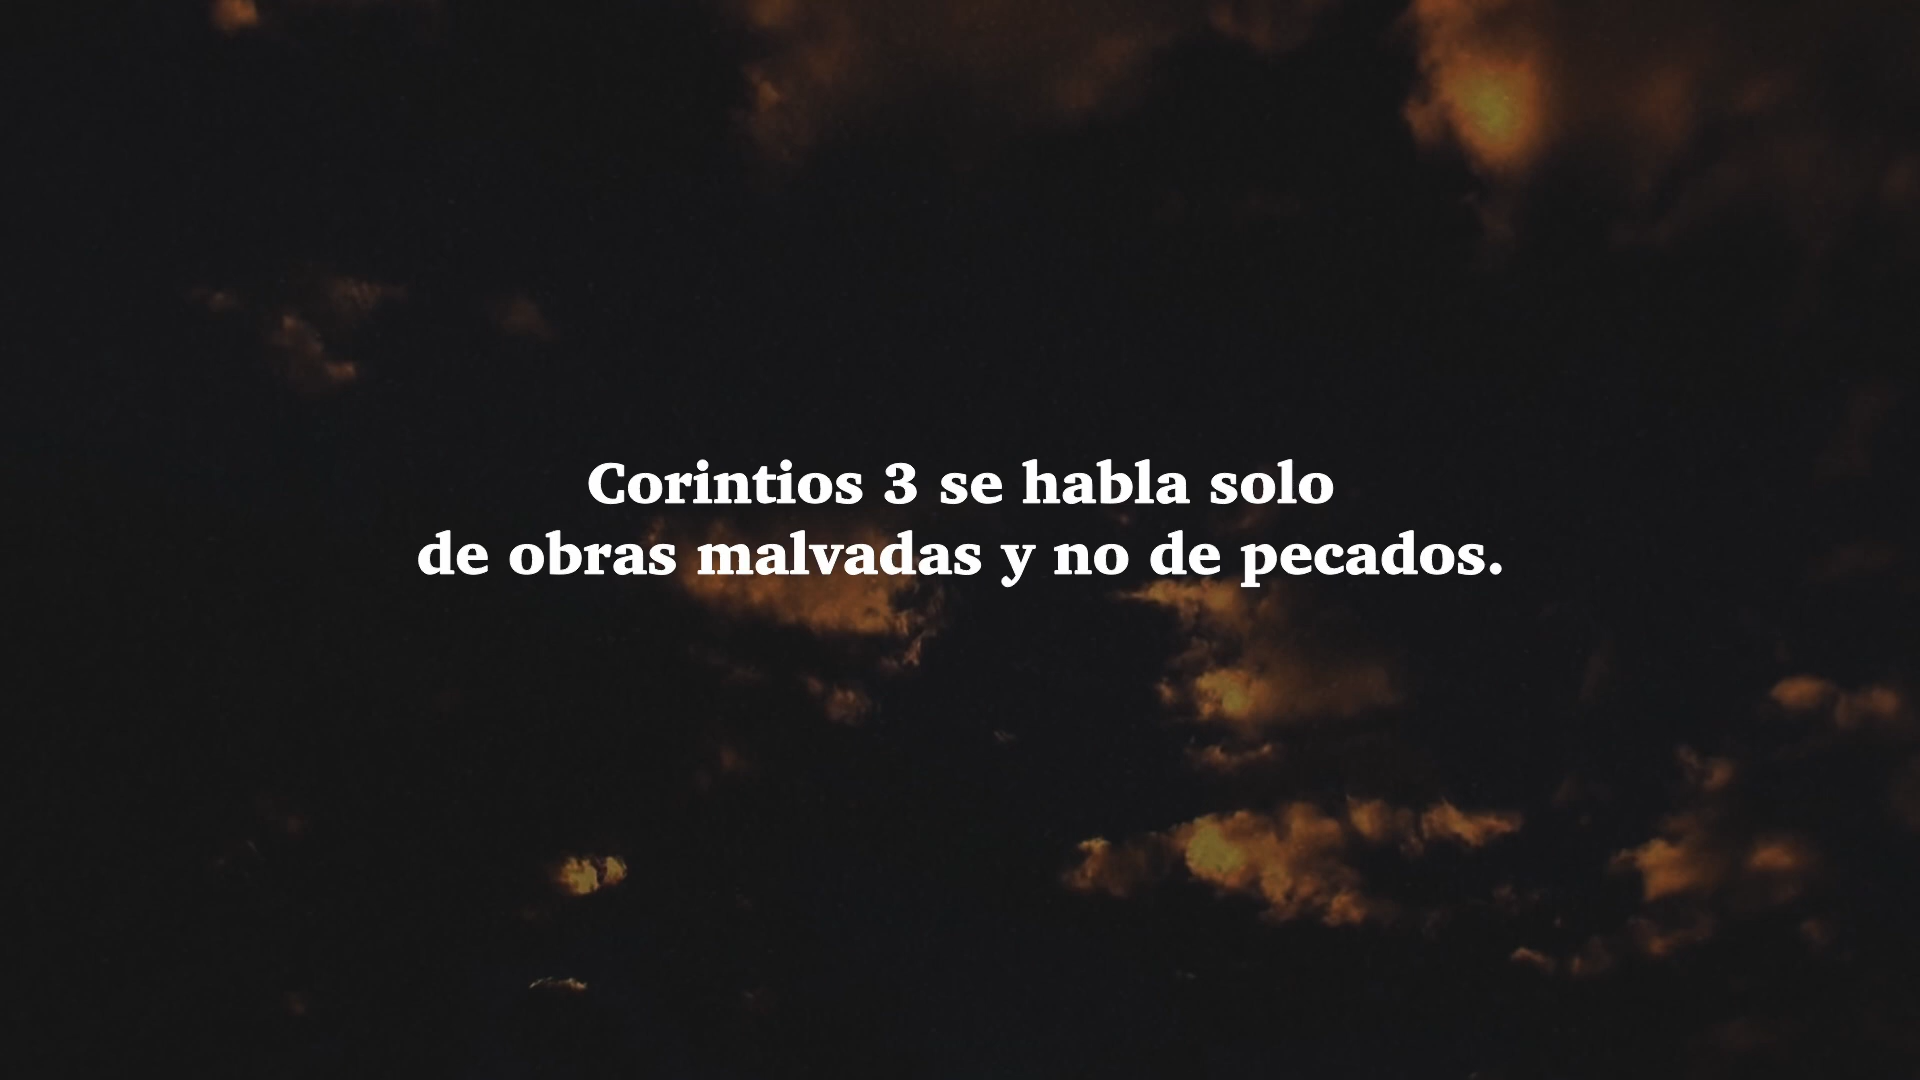 Corintios 3 se habla solo
de obras malvadas y no de pecados.